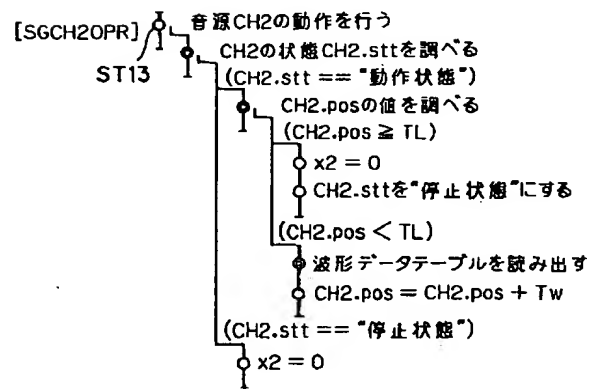 [SGCH2OPR] 音源CH2の動作を行う
ST13
CH2の状態CH2.sttを調べる
(CH2.stt == "動作状態")
CH2.posの値を調べる
(CH2.pos ≧ TL)
x2 = 0
CH2.sttを"停止状態"にする
(CH2.pos < TL)
波形データテーブルを読み出す
CH2.pos = CH2.pos + Tw
(CH2.stt == "停止状態")
x2 = 0